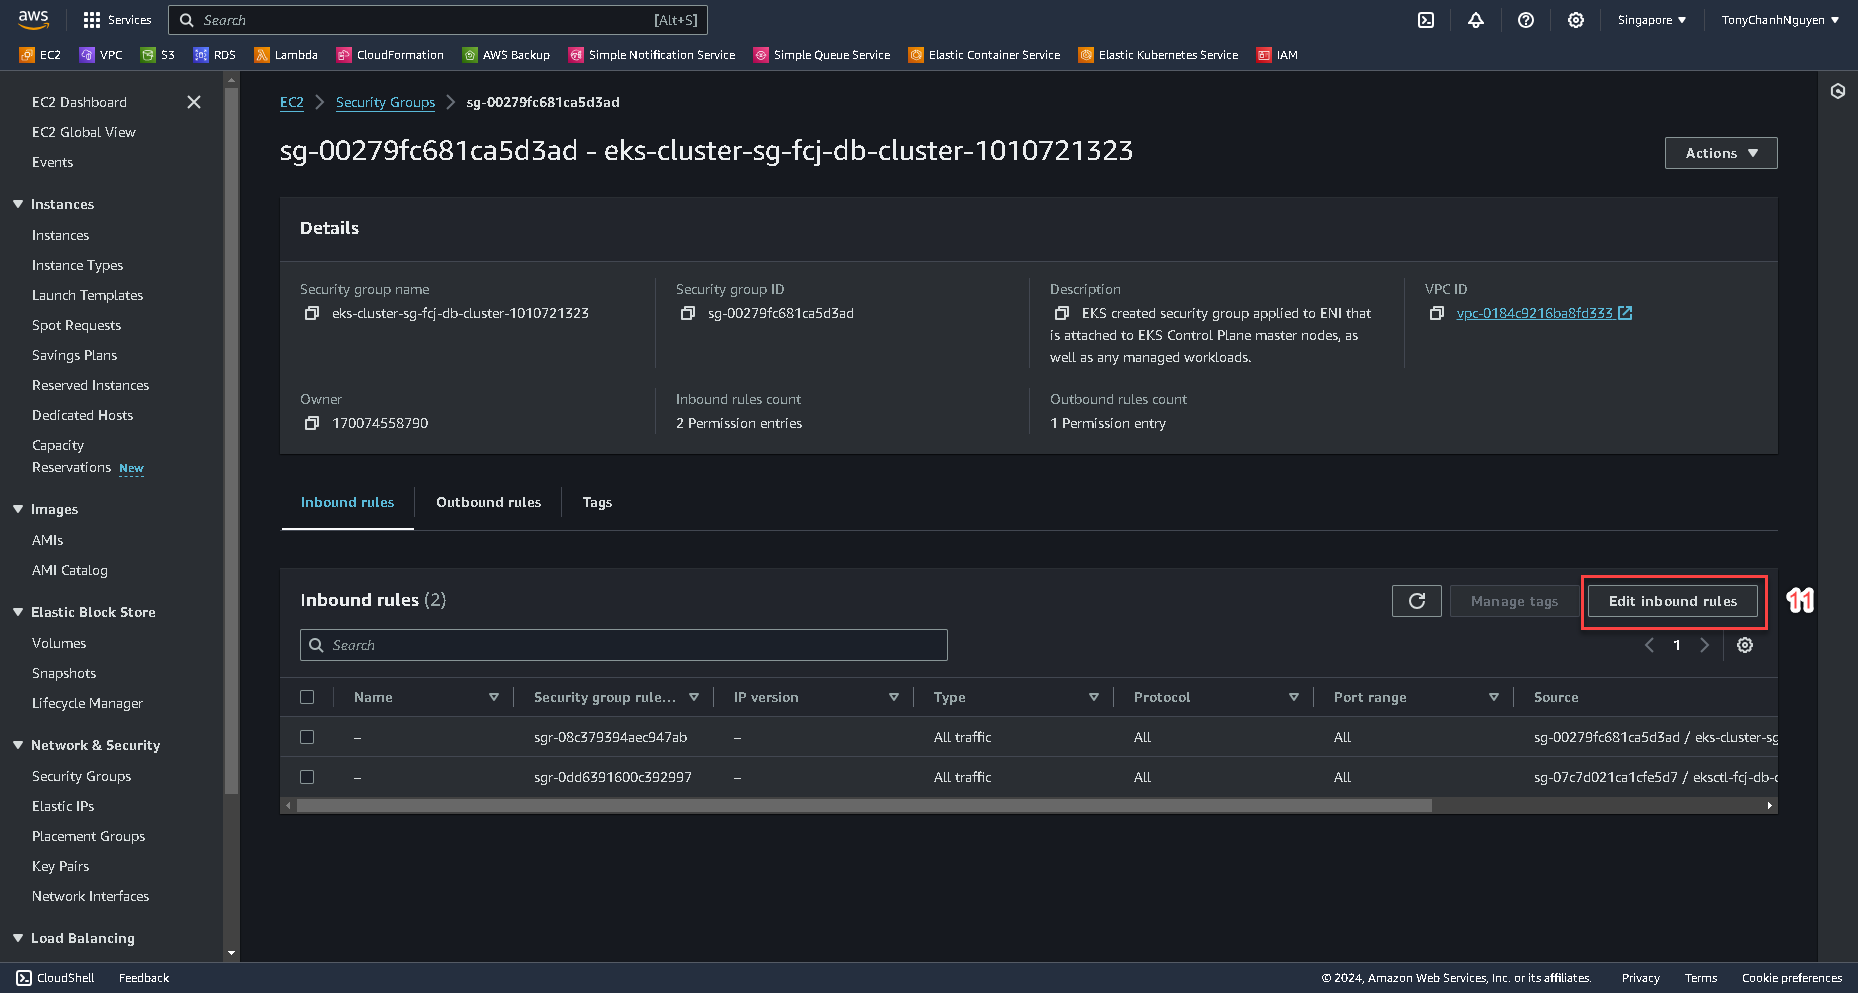 aws
Services
Search
[Alt+S]
Singapore
TonyChanhNguyen
EC2
VPC
S3
RDS
Lambda
CloudFormation
AWS Backup
Simple Notification Service
Simple Queue Service
Elastic Container Service
Elastic Kubernetes Service
IAM
EC2 Dashboard
EC2 Global View
Events
Instances
Instances
Instance Types
Launch Templates
Spot Requests
Savings Plans
Reserved Instances
Dedicated Hosts
Capacity
Reservations New
Images
AMIs
AMI Catalog
Elastic Block Store
Volumes
Snapshots
Lifecycle Manager
Network & Security
Security Groups
Elastic IPs
Placement Groups
Key Pairs
Network Interfaces
Load Balancing
EC2
Security Groups
sg-00279fc681ca5d3ad
sg-00279fc681ca5d3ad - eks-cluster-sg-fcj-db-cluster-1010721323
Actions
Details
Security group name
eks-cluster-sg-fcj-db-cluster-1010721323
Security group ID
sg-00279fc681ca5d3ad
Description
EKS created security group applied to ENI that
is attached to EKS Control Plane master nodes, as
well as any managed workloads.
VPC ID
vpc-0184c9216ba8fd333
Owner
170074558790
Inbound rules count
2 Permission entries
Outbound rules count
1 Permission entry
Inbound rules
Outbound rules
Tags
Inbound rules (2)
Manage tags
Edit inbound rules
11
Search
1
Name
Security group rule...
IP version
Type
Protocol
Port range
Source
–
sgr-08c379394aec947ab
–
All traffic
All
All
sg-00279fc681ca5d3ad / eks-cluster-sg
–
sgr-0dd6391600c392997
–
All traffic
All
All
sg-07c7d021ca1cfe5d7 / eksctl-fcj-db-c
CloudShell
Feedback
© 2024, Amazon Web Services, Inc. or its affiliates.
Privacy
Terms
Cookie preferences